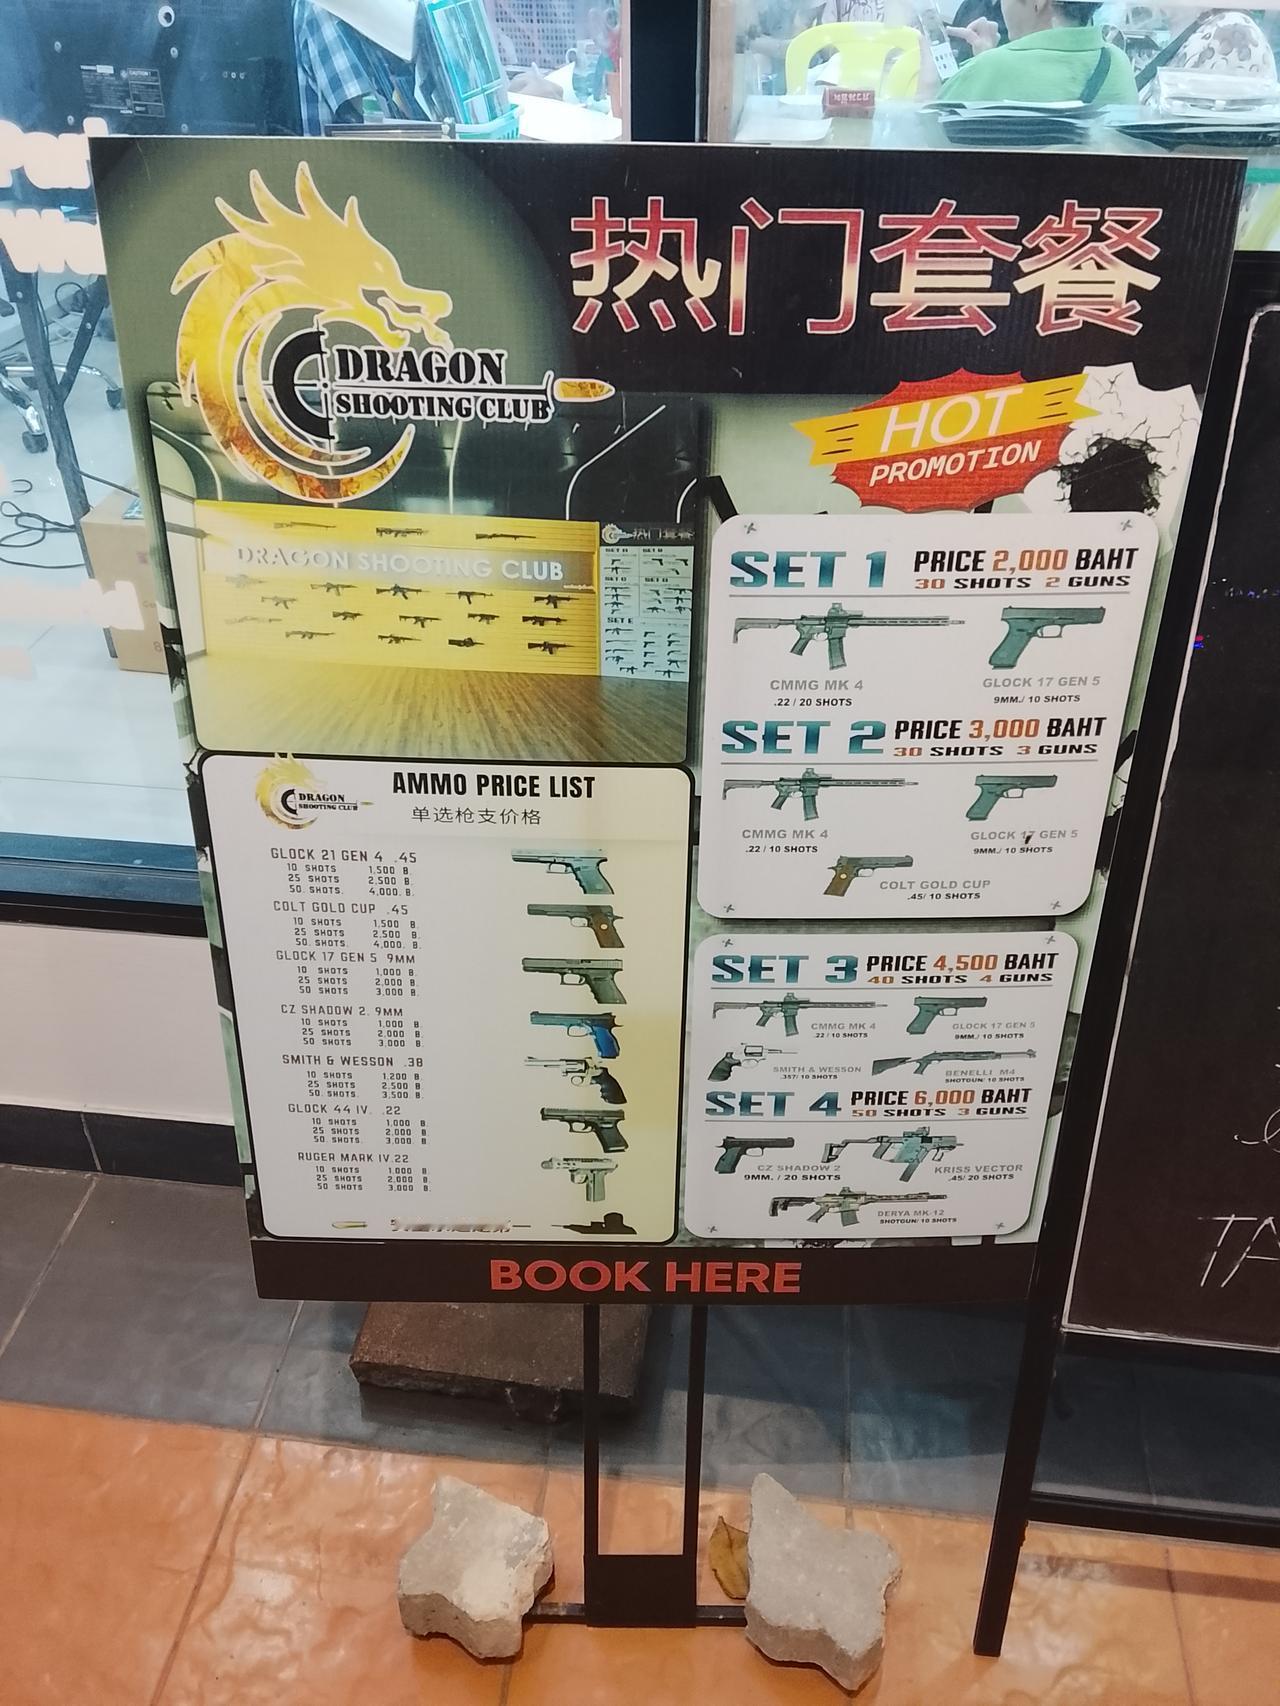 热门套餐
DRAGON
SHOOTING CLUB
HOT
PROMOTION
DRAGON SHOOTING CLUB
SET 1 PRICE 2,000 BAHT
30 SHOTS 2 GUNS
CMMG MK 4
.22 / 20 SHOTS
GLOCK 17 GEN 5
9MM./ 10 SHOTS
SET 2 PRICE 3,000 BAHT
30 SHOTS 3 GUNS
CMMG MK 4
.22 / 10 SHOTS
GLOCK 17 GEN 5
9MM./ 10 SHOTS
COLT GOLD CUP
.45/ 10 SHOTS
SET 3 PRICE 4,500 BAHT
40 SHOTS 4 GUNS
CMMG MK 4
.22/ 10 SHOTS
GLOCK 17 GEN 5
9MM./ 10 SHOTS
SMITH & WESSON
.357/ 10 SHOTS
BENELLI M4
SHOTGUN/ 10 SHOTS
SET 4 PRICE 6,000 BAHT
50 SHOTS 3 GUNS
CZ SHADOW 2
9MM. / 20 SHOTS
KRISS VECTOR
.45/ 20 SHOTS
DERYA MK-12
SHOTGUN/ 10 SHOTS
DRAGON
SHOOTING CLUB
AMMO PRICE LIST
单选枪支价格
GLOCK 21 GEN 4 .45
10 SHOTS 1,500 B.
25 SHOTS 2,500 B.
50. SHOTS. 4,000. B.
COLT GOLD CUP .45
10 SHOTS 1,500 B.
25 SHOTS 2,500 B.
50. SHOTS. 4,000. B.
GLOCK 17 GEN 5 9MM
10 SHOTS 1,000 B.
25 SHOTS 2,000 B.
50 SHOTS 3,000 B.
CZ SHADOW 2. 9MM
10 SHOTS 1,000 B.
25 SHOTS 2,000 B.
50 SHOTS 3,000 B.
SMITH & WESSON .38
10 SHOTS 1,200 B.
25 SHOTS 2,500 B.
50. SHOTS 3,500 B.
GLOCK 44 IV. .22
10 SHOTS 1,000 B.
25 SHOTS 2,000 B.
50 SHOTS 3,000 B.
RUGER MARK IV.22
10 SHOTS 1,000 B.
25 SHOTS 2,000 B.
50 SHOTS 3,000 B.
BOOK HERE
TA